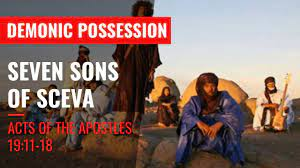 DEMONIC POSSESSION
SEVEN SONS
OF SCEVA
ACTS OF THE APOSTLES
19:11-18